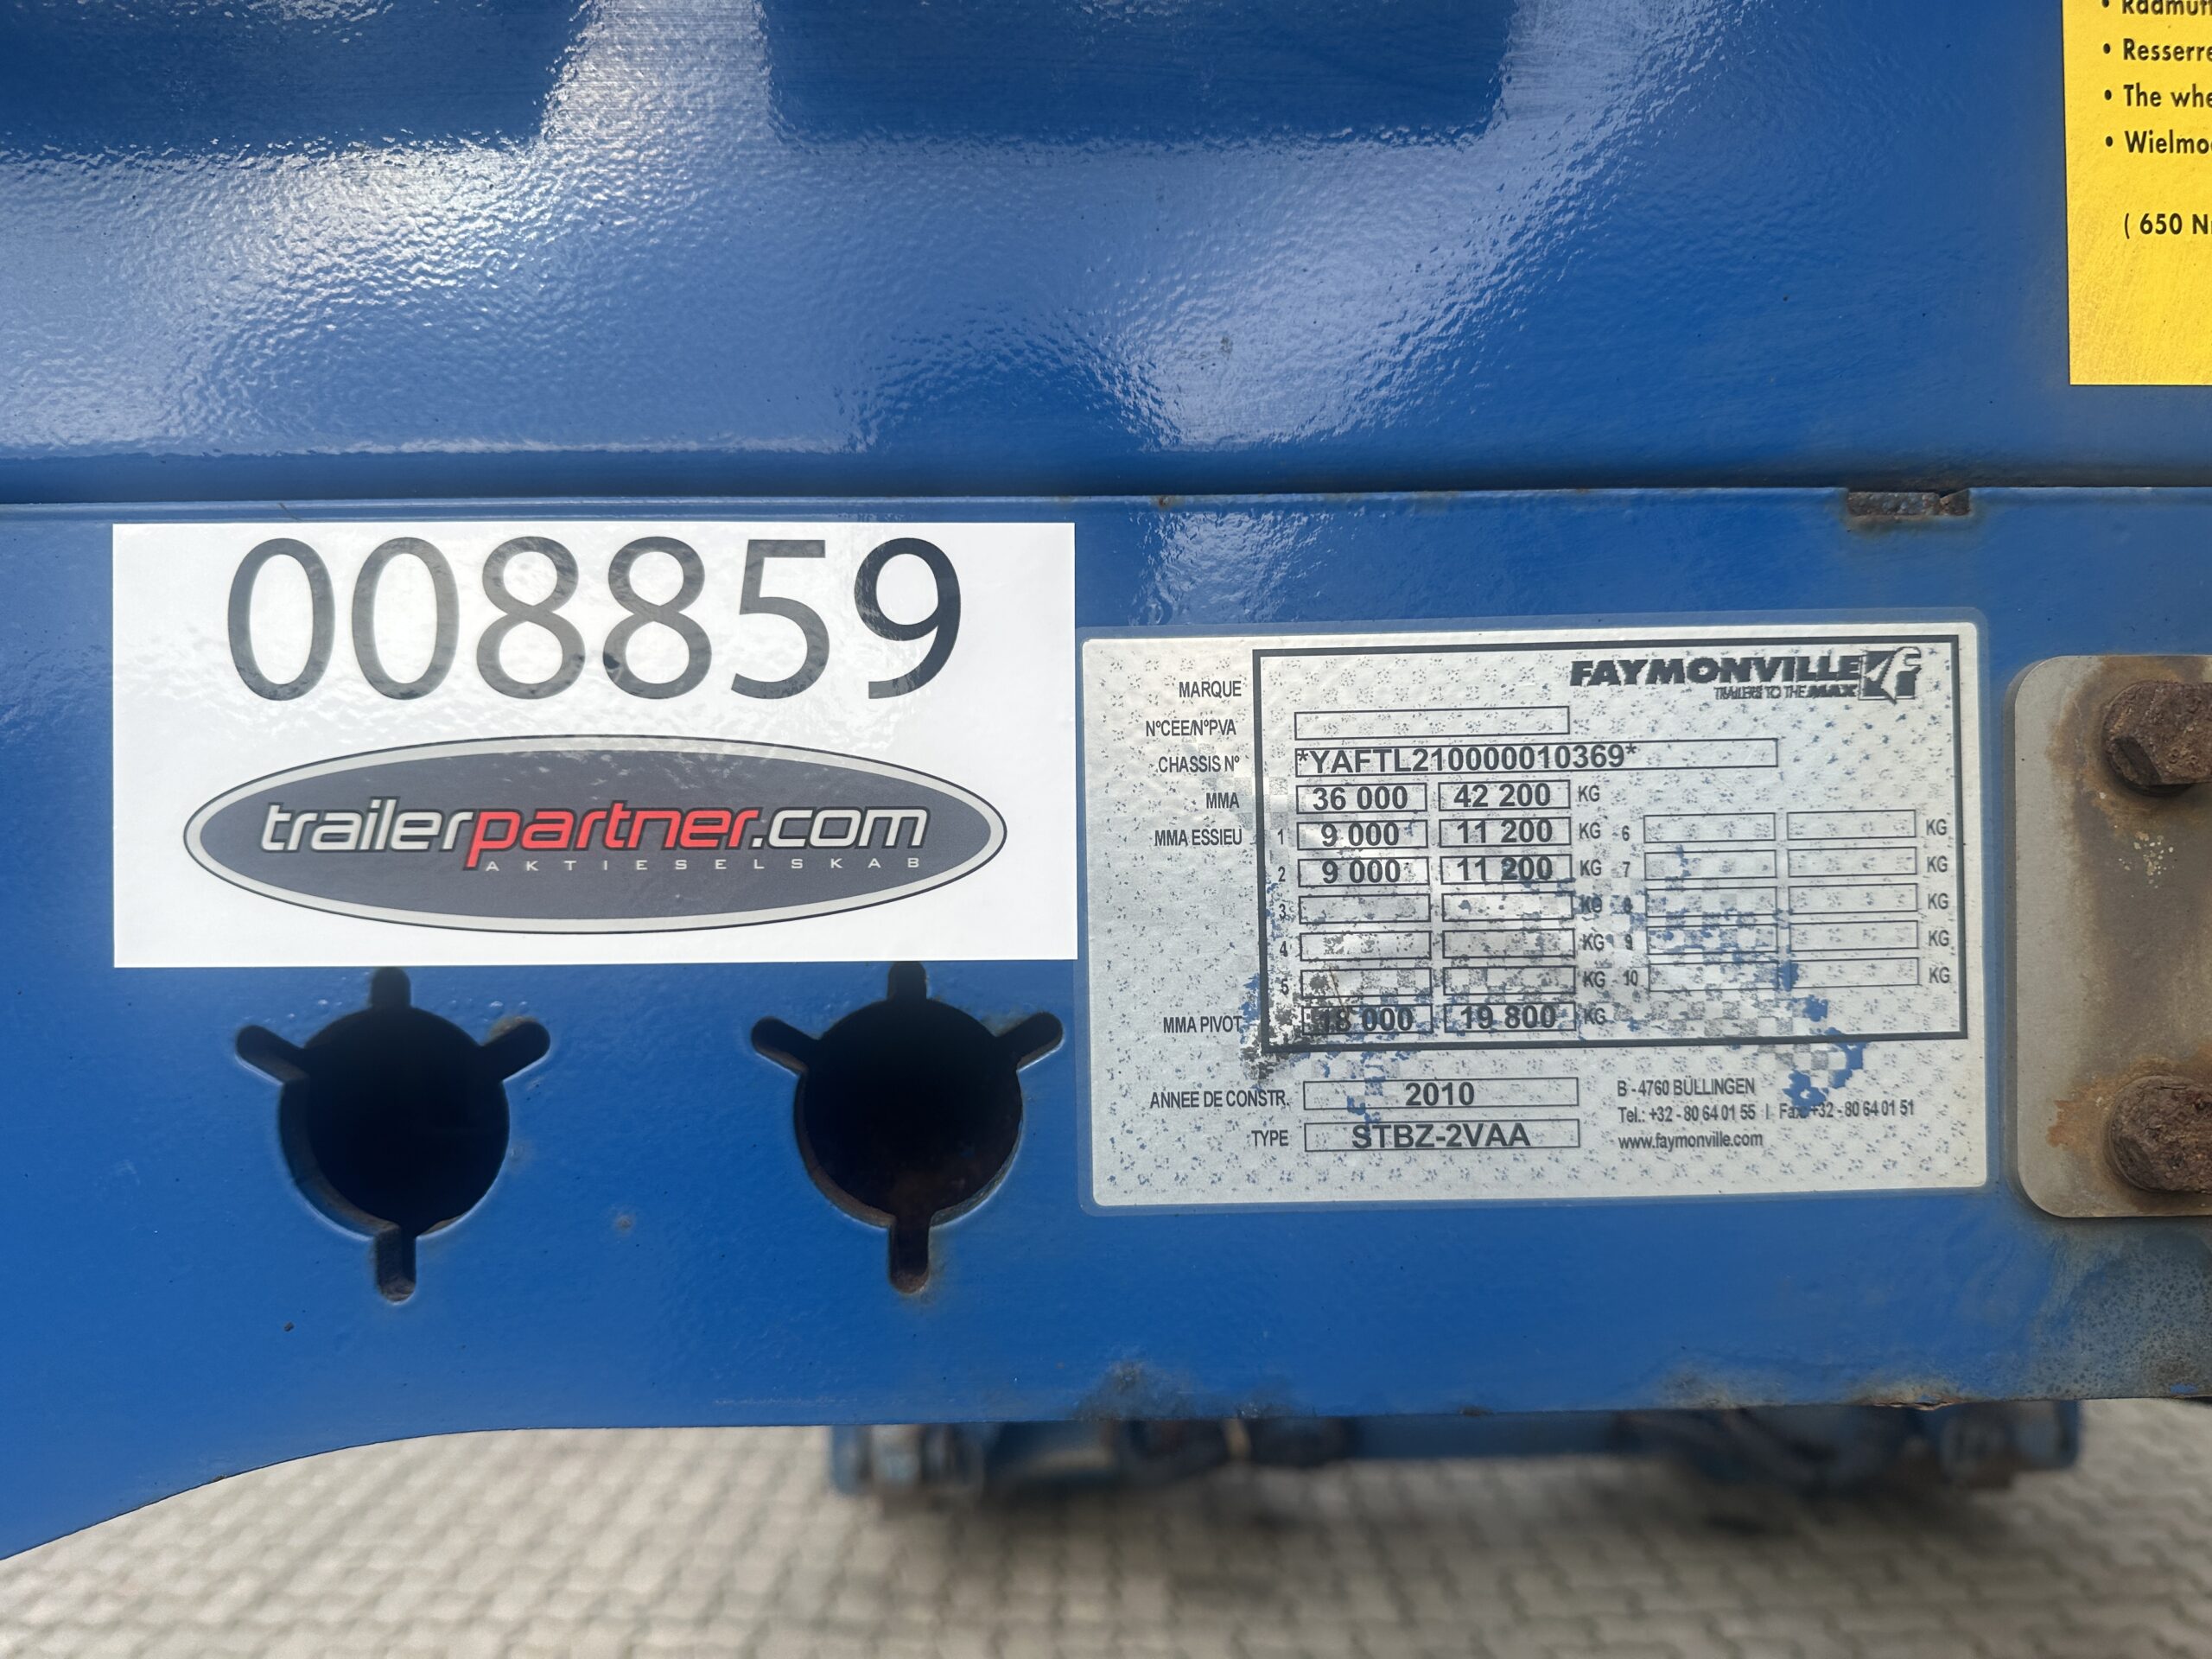 • Resserre
• The whe
• Wielmo
( 650 N
008859
trailerpartner.com
AKTIESELSKAB
FAYMONVILLE
TRAILERS TO THE MAX
MARQUE
N°CEE/N°PVA
CHASSIS N° *YAFTL210000010369*
MMA 36 000 42 200 KG
MMA ESSIEU 1 9 000 11 200 KG 6 KG
2 9 000 11 200 KG 7 KG
3 KG 8 KG
4 KG 9 KG
5 KG 10 KG
MMA PIVOT 18 000 19 800 KG
ANNEE DE CONSTR. 2010
TYPE STBZ-2VAA
B - 4760 BÜLLINGEN
Tel.: +32 - 80 64 01 55 | Fax: +32 - 80 64 01 51
www.faymonville.com